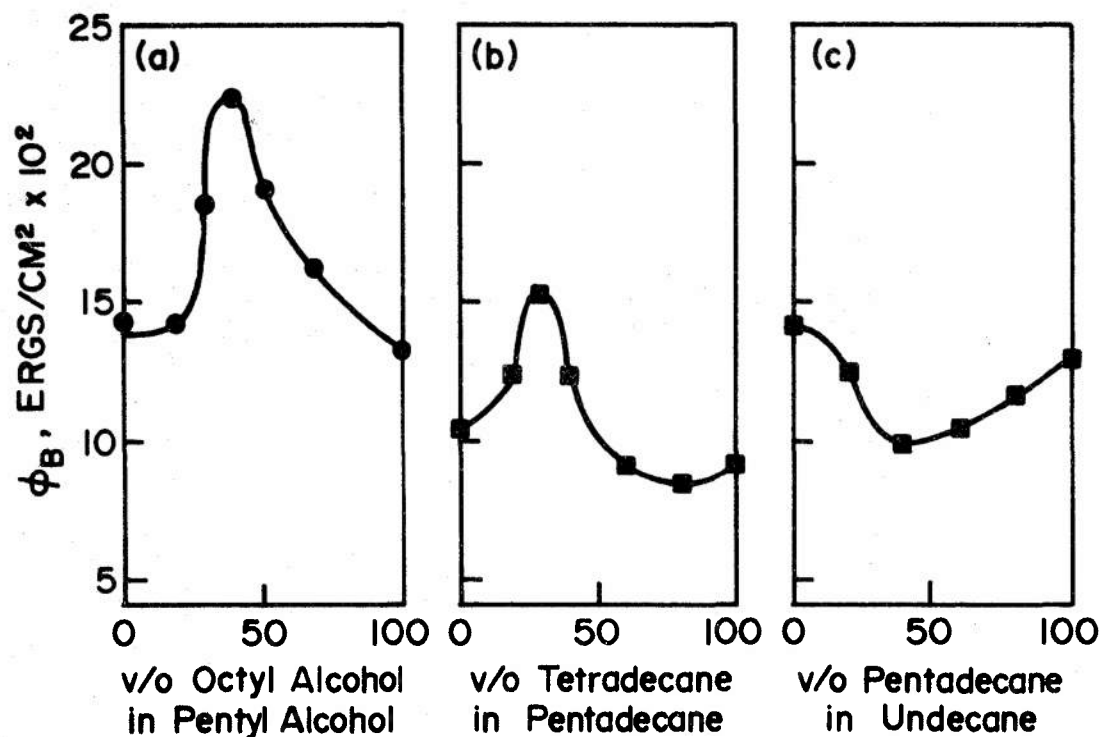 25
20
15
10
5
ϕB, ERGS/CM² x 10²
(a)
(b)
(c)
0 50 100
0 50 100
0 50 100
v/o Octyl Alcohol
in Pentyl Alcohol
v/o Tetradecane
in Pentadecane
v/o Pentadecane
in Undecane